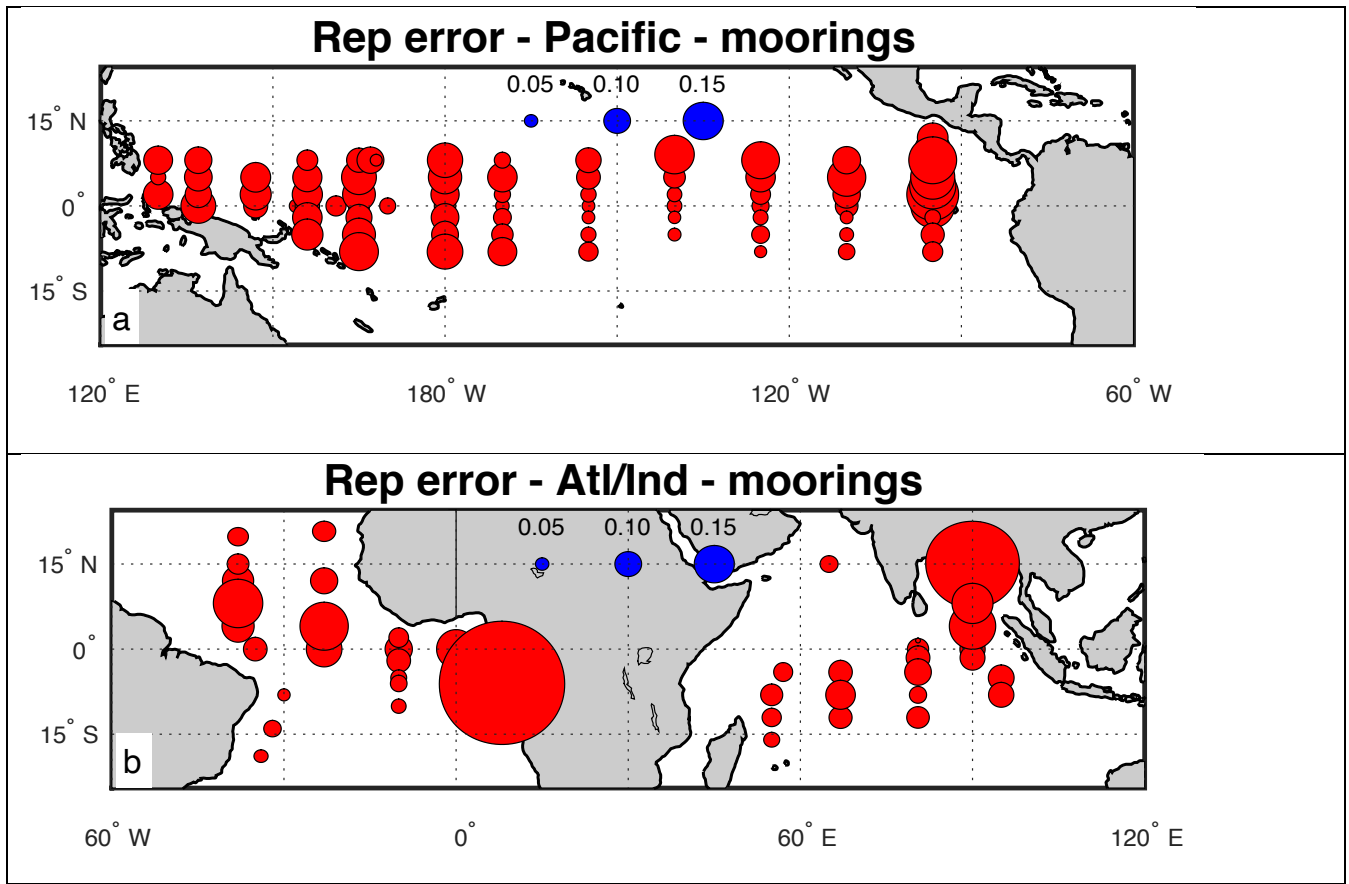 Rep error - Pacific - moorings
0.05 0.10 0.15
15° N
0°
15° S
a
120° E 180° W 120° W 60° W
Rep error - Atl/Ind - moorings
0.05 0.10 0.15
15° N
0°
15° S
b
60° W 0° 60° E 120° E